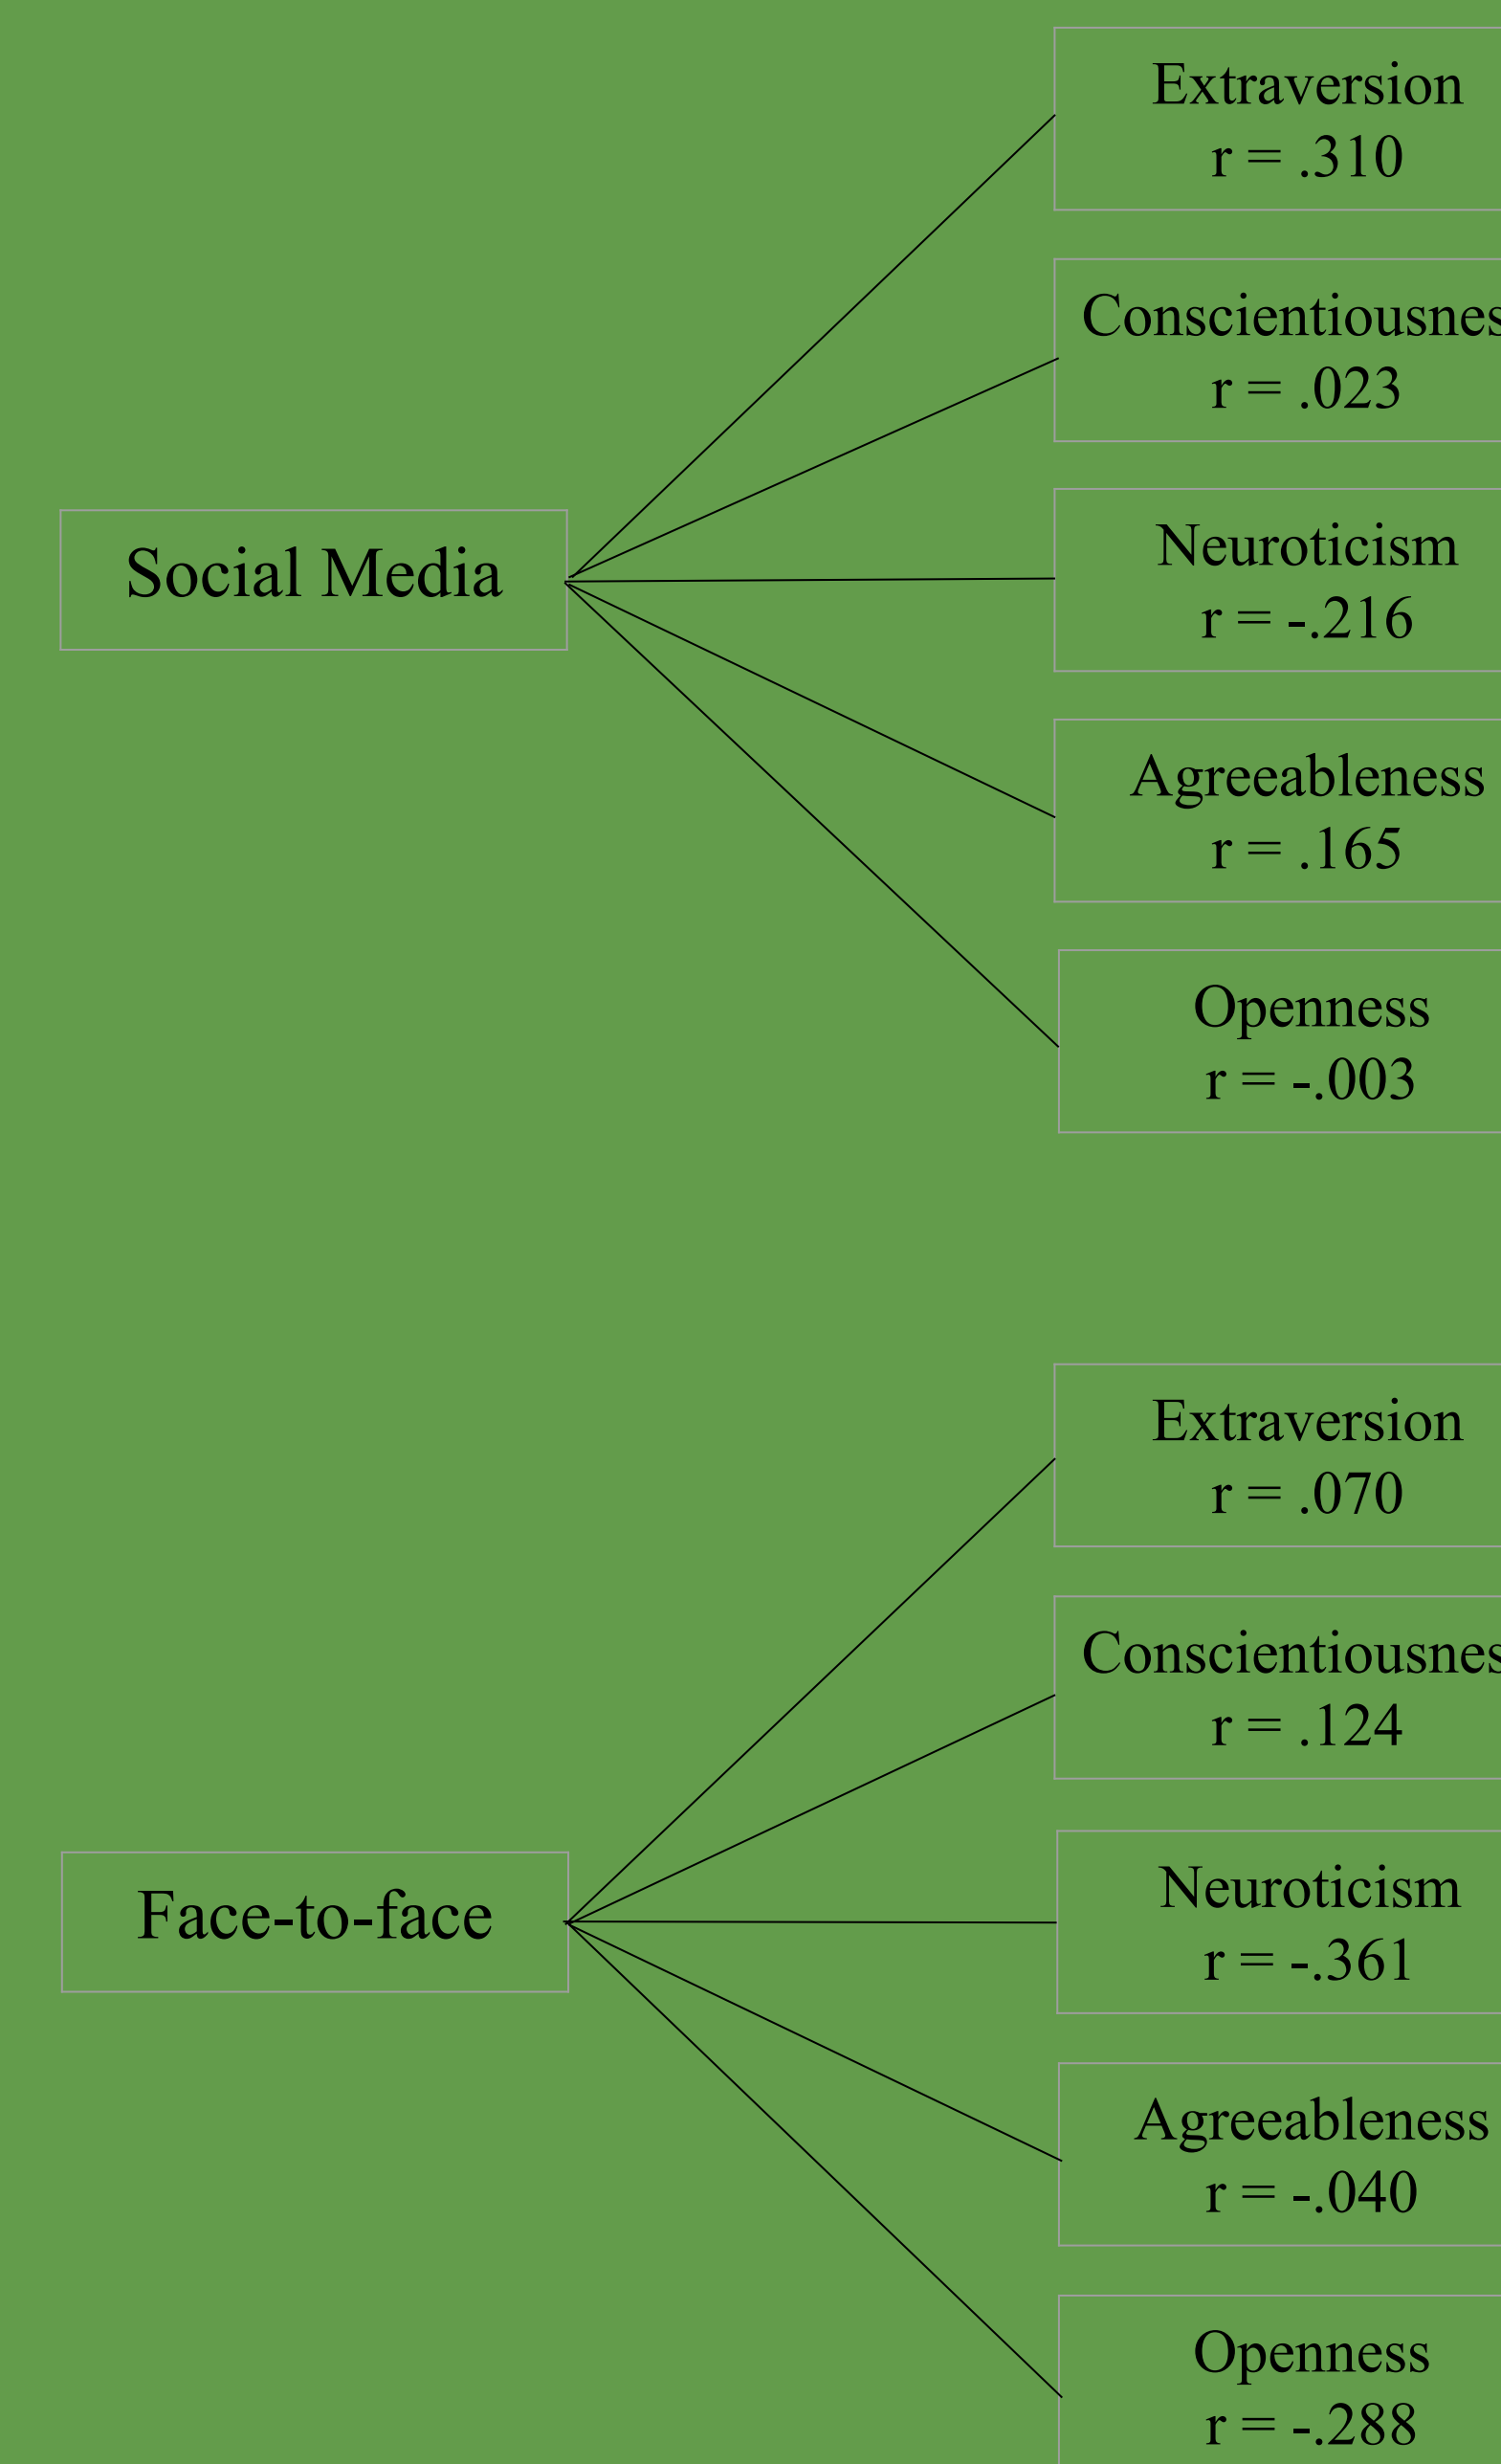 Extraversion
r = .310
Conscientiousnes
r = .023
Neuroticism
r = -.216
Social Media
Agreeableness
r = .165
Openness
r = -.003
Extraversion
r = .070
Conscientiousnes
r = .124
Neuroticism
r = -.361
Face-to-face
Agreeableness
r = -.040
Openness
r = -.288